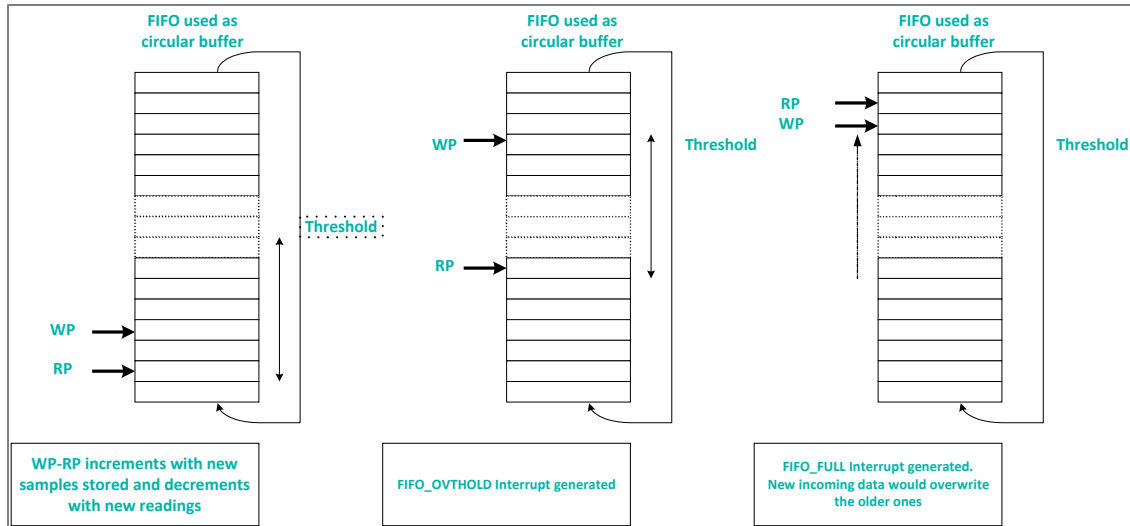 FIFO used as
circular buffer
WP
RP
Threshold
WP-RP increments with new
samples stored and decrements
with new readings
FIFO used as
circular buffer
WP
RP
Threshold
FIFO_OVTHOLD Interrupt generated
FIFO used as
circular buffer
RP
WP
Threshold
FIFO_FULL Interrupt generated.
New incoming data would overwrite
the older ones